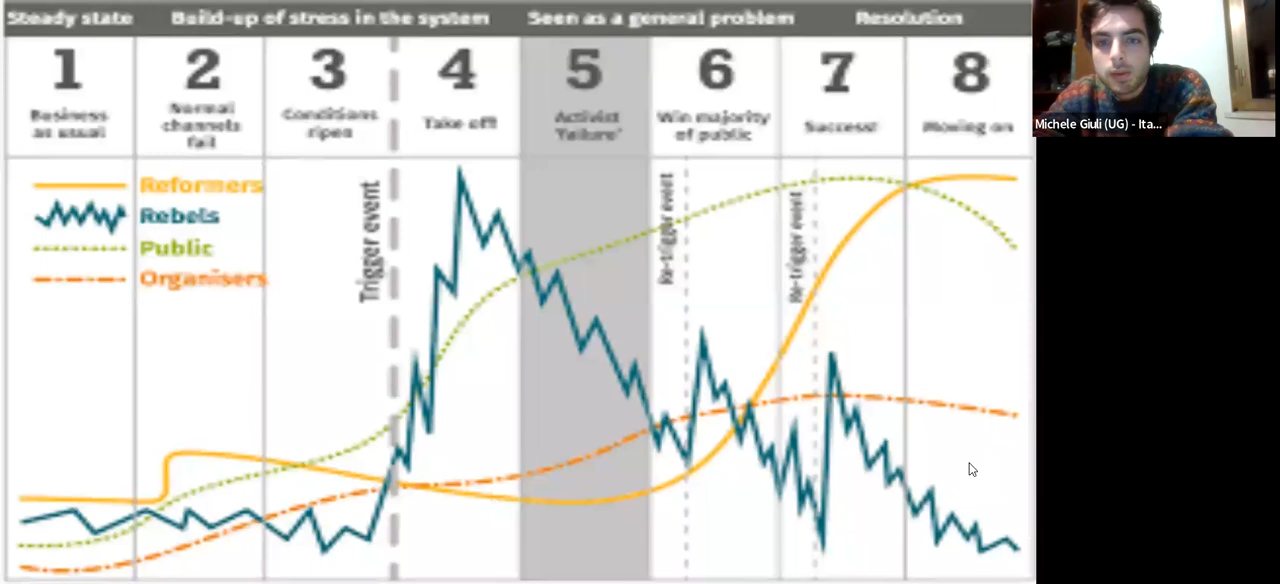 Steady state
Build-up of stress in the system
Seen as a general problem
Resolution
1
2
3
4
5
6
7
8
Business
as usual
Normal
channels
fail
Conditions
ripen
Take off!
Activist
'failure'
Win majority
of public
Success!
Moving on
Reformers
Rebels
Public
Organisers
Trigger event
Re-trigger event
Re-trigger event
Michele Giuli (UG) - Ita...